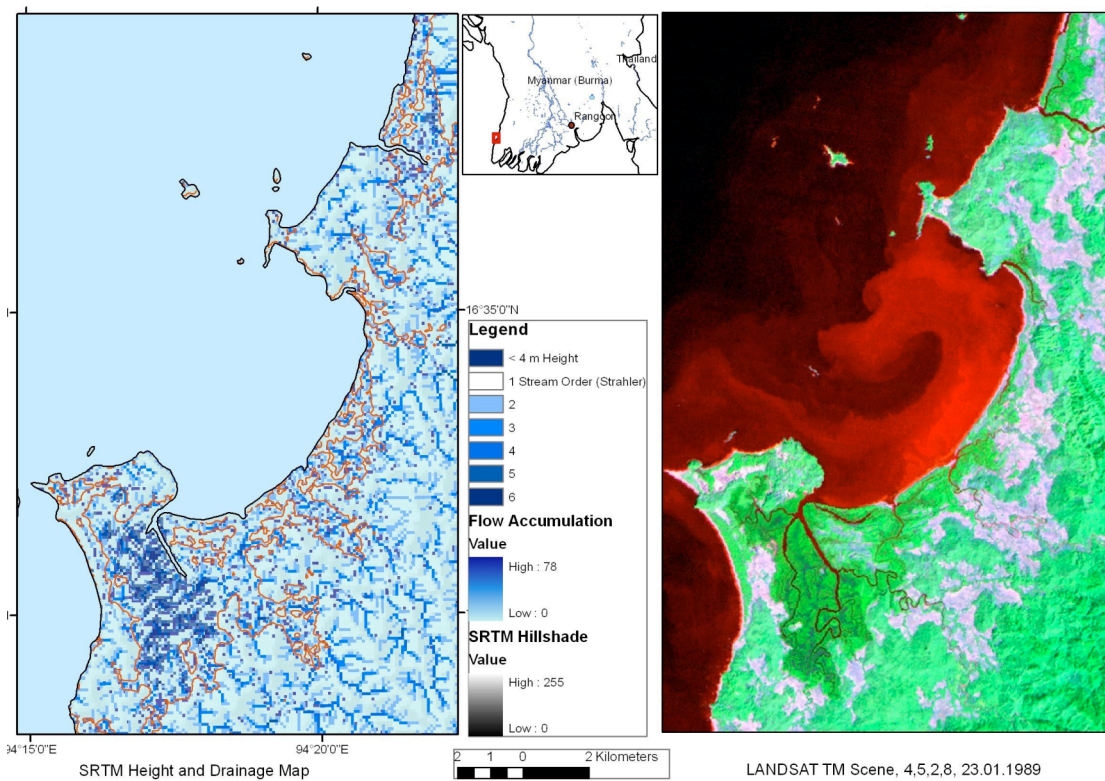 Thailand
Myanmar (Burma)
Rangoon
16°35'0"N
Legend
< 4 m Height
1 Stream Order (Strahler)
2
3
4
5
6
Flow Accumulation
Value
High : 78
Low : 0
SRTM Hillshade
Value
High : 255
Low : 0
94°15'0"E
94°20'0"E
2 1 0 2 Kilometers
SRTM Height and Drainage Map
LANDSAT TM Scene, 4,5,2,8, 23.01.1989